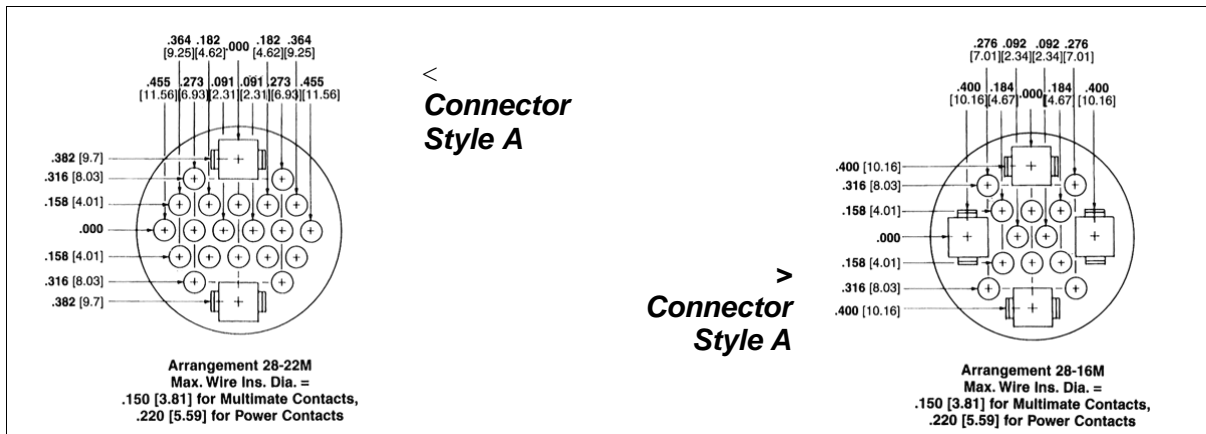 .364 .182 .000 .182 .364
[9.25][4.62] [4.62][9.25]
.455 .273 .091 .091 .273 .455
[11.56][6.93][2.31][2.31][6.93][11.56]
.382 [9.7]
.316 [8.03]
.158 [4.01]
.000
.158 [4.01]
.316 [8.03]
.382 [9.7]
Arrangement 28-22M
Max. Wire Ins. Dia. =
.150 [3.81] for Multimate Contacts,
.220 [5.59] for Power Contacts
<
Connector
Style A
>
Connector
Style A
.276 .092 .092 .276
[7.01][2.34][2.34][7.01]
.400 .184 .000 .184 .400
[10.16][4.67] [4.67] [10.16]
.400 [10.16]
.316 [8.03]
.158 [4.01]
.000
.158 [4.01]
.316 [8.03]
.400 [10.16]
Arrangement 28-16M
Max. Wire Ins. Dia. =
.150 [3.81] for Multimate Contacts,
.220 [5.59] for Power Contacts